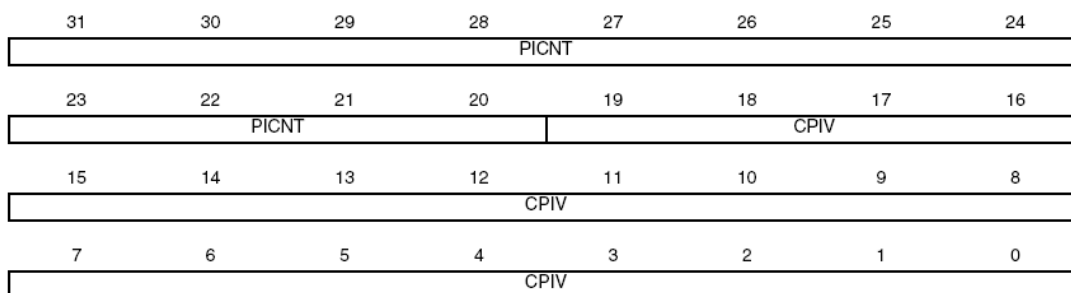 31 30 29 28 27 26 25 24
PICNT
23 22 21 20 19 18 17 16
PICNT CPIV
15 14 13 12 11 10 9 8
CPIV
7 6 5 4 3 2 1 0
CPIV